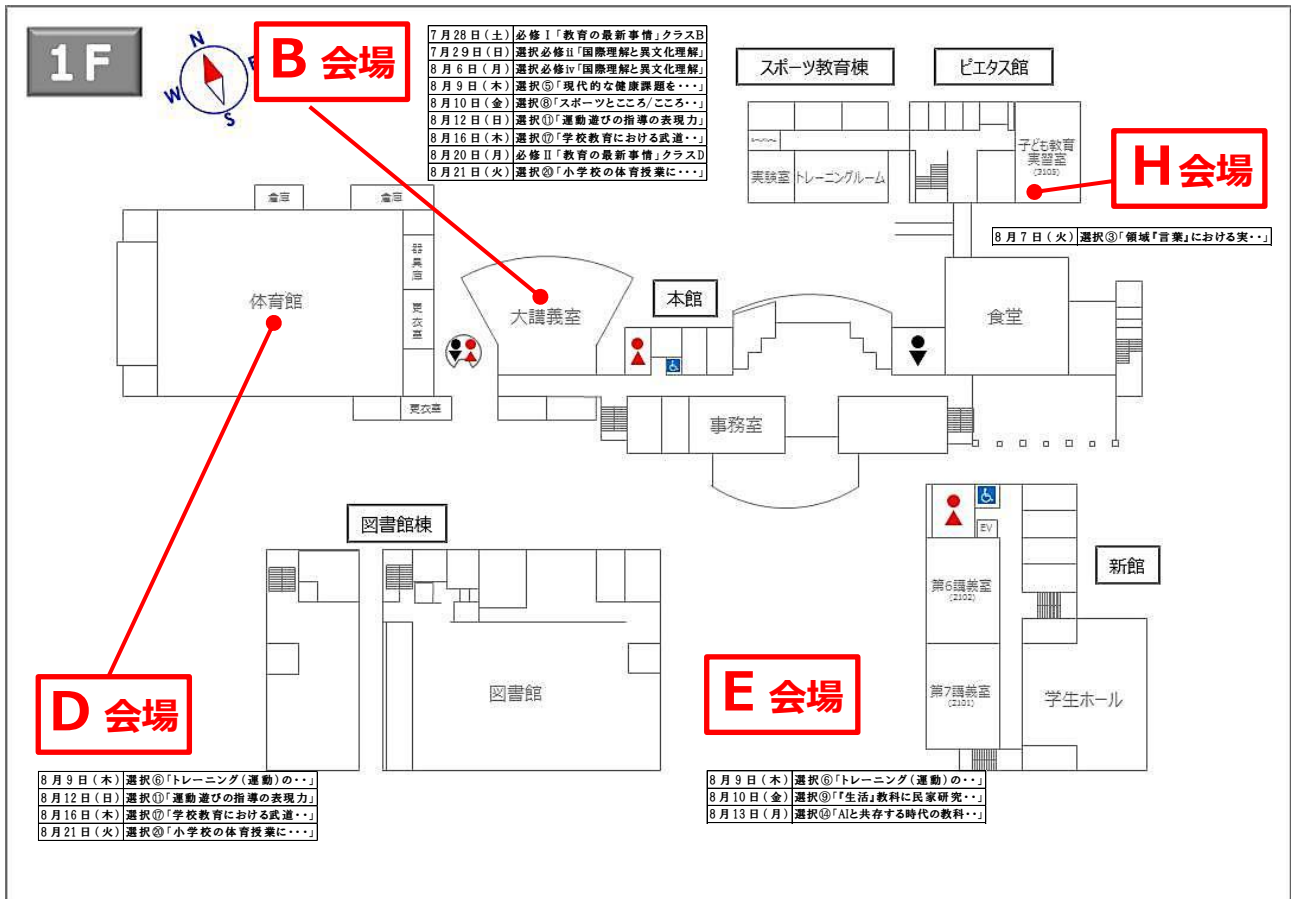 1F
N
E
W
S
B 会場
7月28日(土) 必修Ⅰ「教育の最新事情」クラスB
7月29日(日) 選択必修ⅱ「国際理解と異文化理解」
8月6日(月) 選択必修ⅳ「国際理解と異文化理解」
8月9日(木) 選択⑤「現代的な健康課題を・・・」
8月10日(金) 選択⑧「スポーツとこころ/こころ・・」
8月12日(日) 選択⑪「運動遊びの指導の表現力」
8月16日(木) 選択⑰「学校教育における武道・・」
8月20日(月) 必修Ⅱ「教育の最新事情」クラスD
8月21日(火) 選択⑳「小学校の体育授業に・・・」
スポーツ教育棟
ピエタス館
実験室
トレーニングルーム
子ども教育
実習室
(2103)
H 会場
8月7日(火) 選択③「領域『言葉』における実・・」
倉庫
倉庫
器具庫
更衣室
体育館
更衣室
大講義室
本館
食堂
事務室
図書館棟
図書館
EV
新館
第6講義室
(2102)
第7講義室
(2101)
学生ホール
D 会場
8月9日(木) 選択⑥「トレーニング(運動)の・・」
8月12日(日) 選択⑪「運動遊びの指導の表現力」
8月16日(木) 選択⑰「学校教育における武道・・」
8月21日(火) 選択⑳「小学校の体育授業に・・・」
E 会場
8月9日(木) 選択⑥「トレーニング(運動)の・・」
8月10日(金) 選択⑨「『生活』教科に民家研究・・」
8月13日(月) 選択⑭「AIと共存する時代の教科・・」